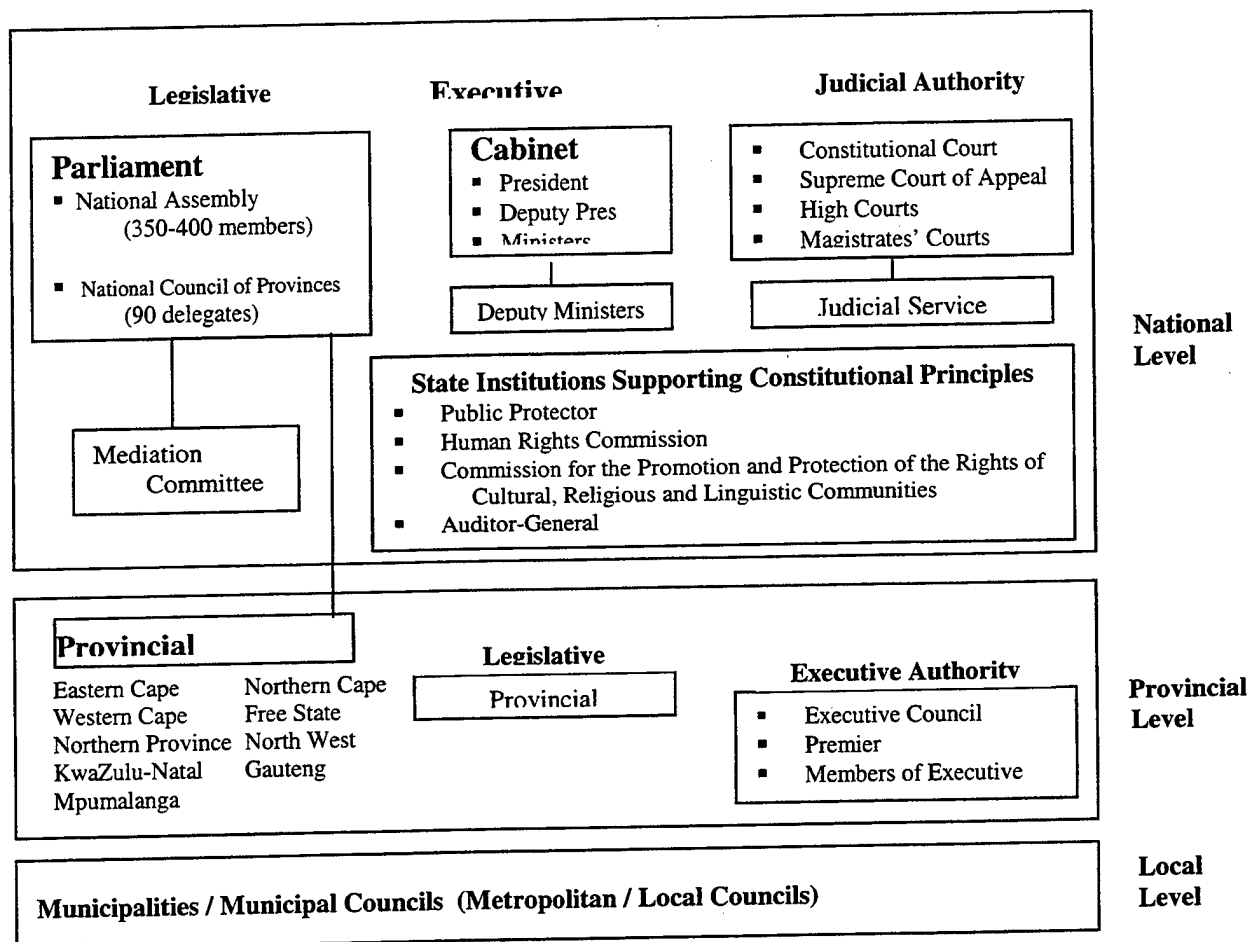 Legislative
Executive
Judicial Authority
Parliament
▪ National Assembly
(350-400 members)
▪ National Council of Provinces
(90 delegates)
Cabinet
▪ President
▪ Deputy Pres
▪ Ministers
Deputy Ministers
▪ Constitutional Court
▪ Supreme Court of Appeal
▪ High Courts
▪ Magistrates' Courts
Judicial Service
National
Level
Mediation
Committee
State Institutions Supporting Constitutional Principles
▪ Public Protector
▪ Human Rights Commission
▪ Commission for the Promotion and Protection of the Rights of
Cultural, Religious and Linguistic Communities
▪ Auditor-General
Provincial
Eastern Cape
Western Cape
Northern Province
KwaZulu-Natal
Mpumalanga
Northern Cape
Free State
North West
Gauteng
Legislative
Provincial
Executive Authority
▪ Executive Council
▪ Premier
▪ Members of Executive
Provincial
Level
Municipalities / Municipal Councils (Metropolitan / Local Councils)
Local
Level